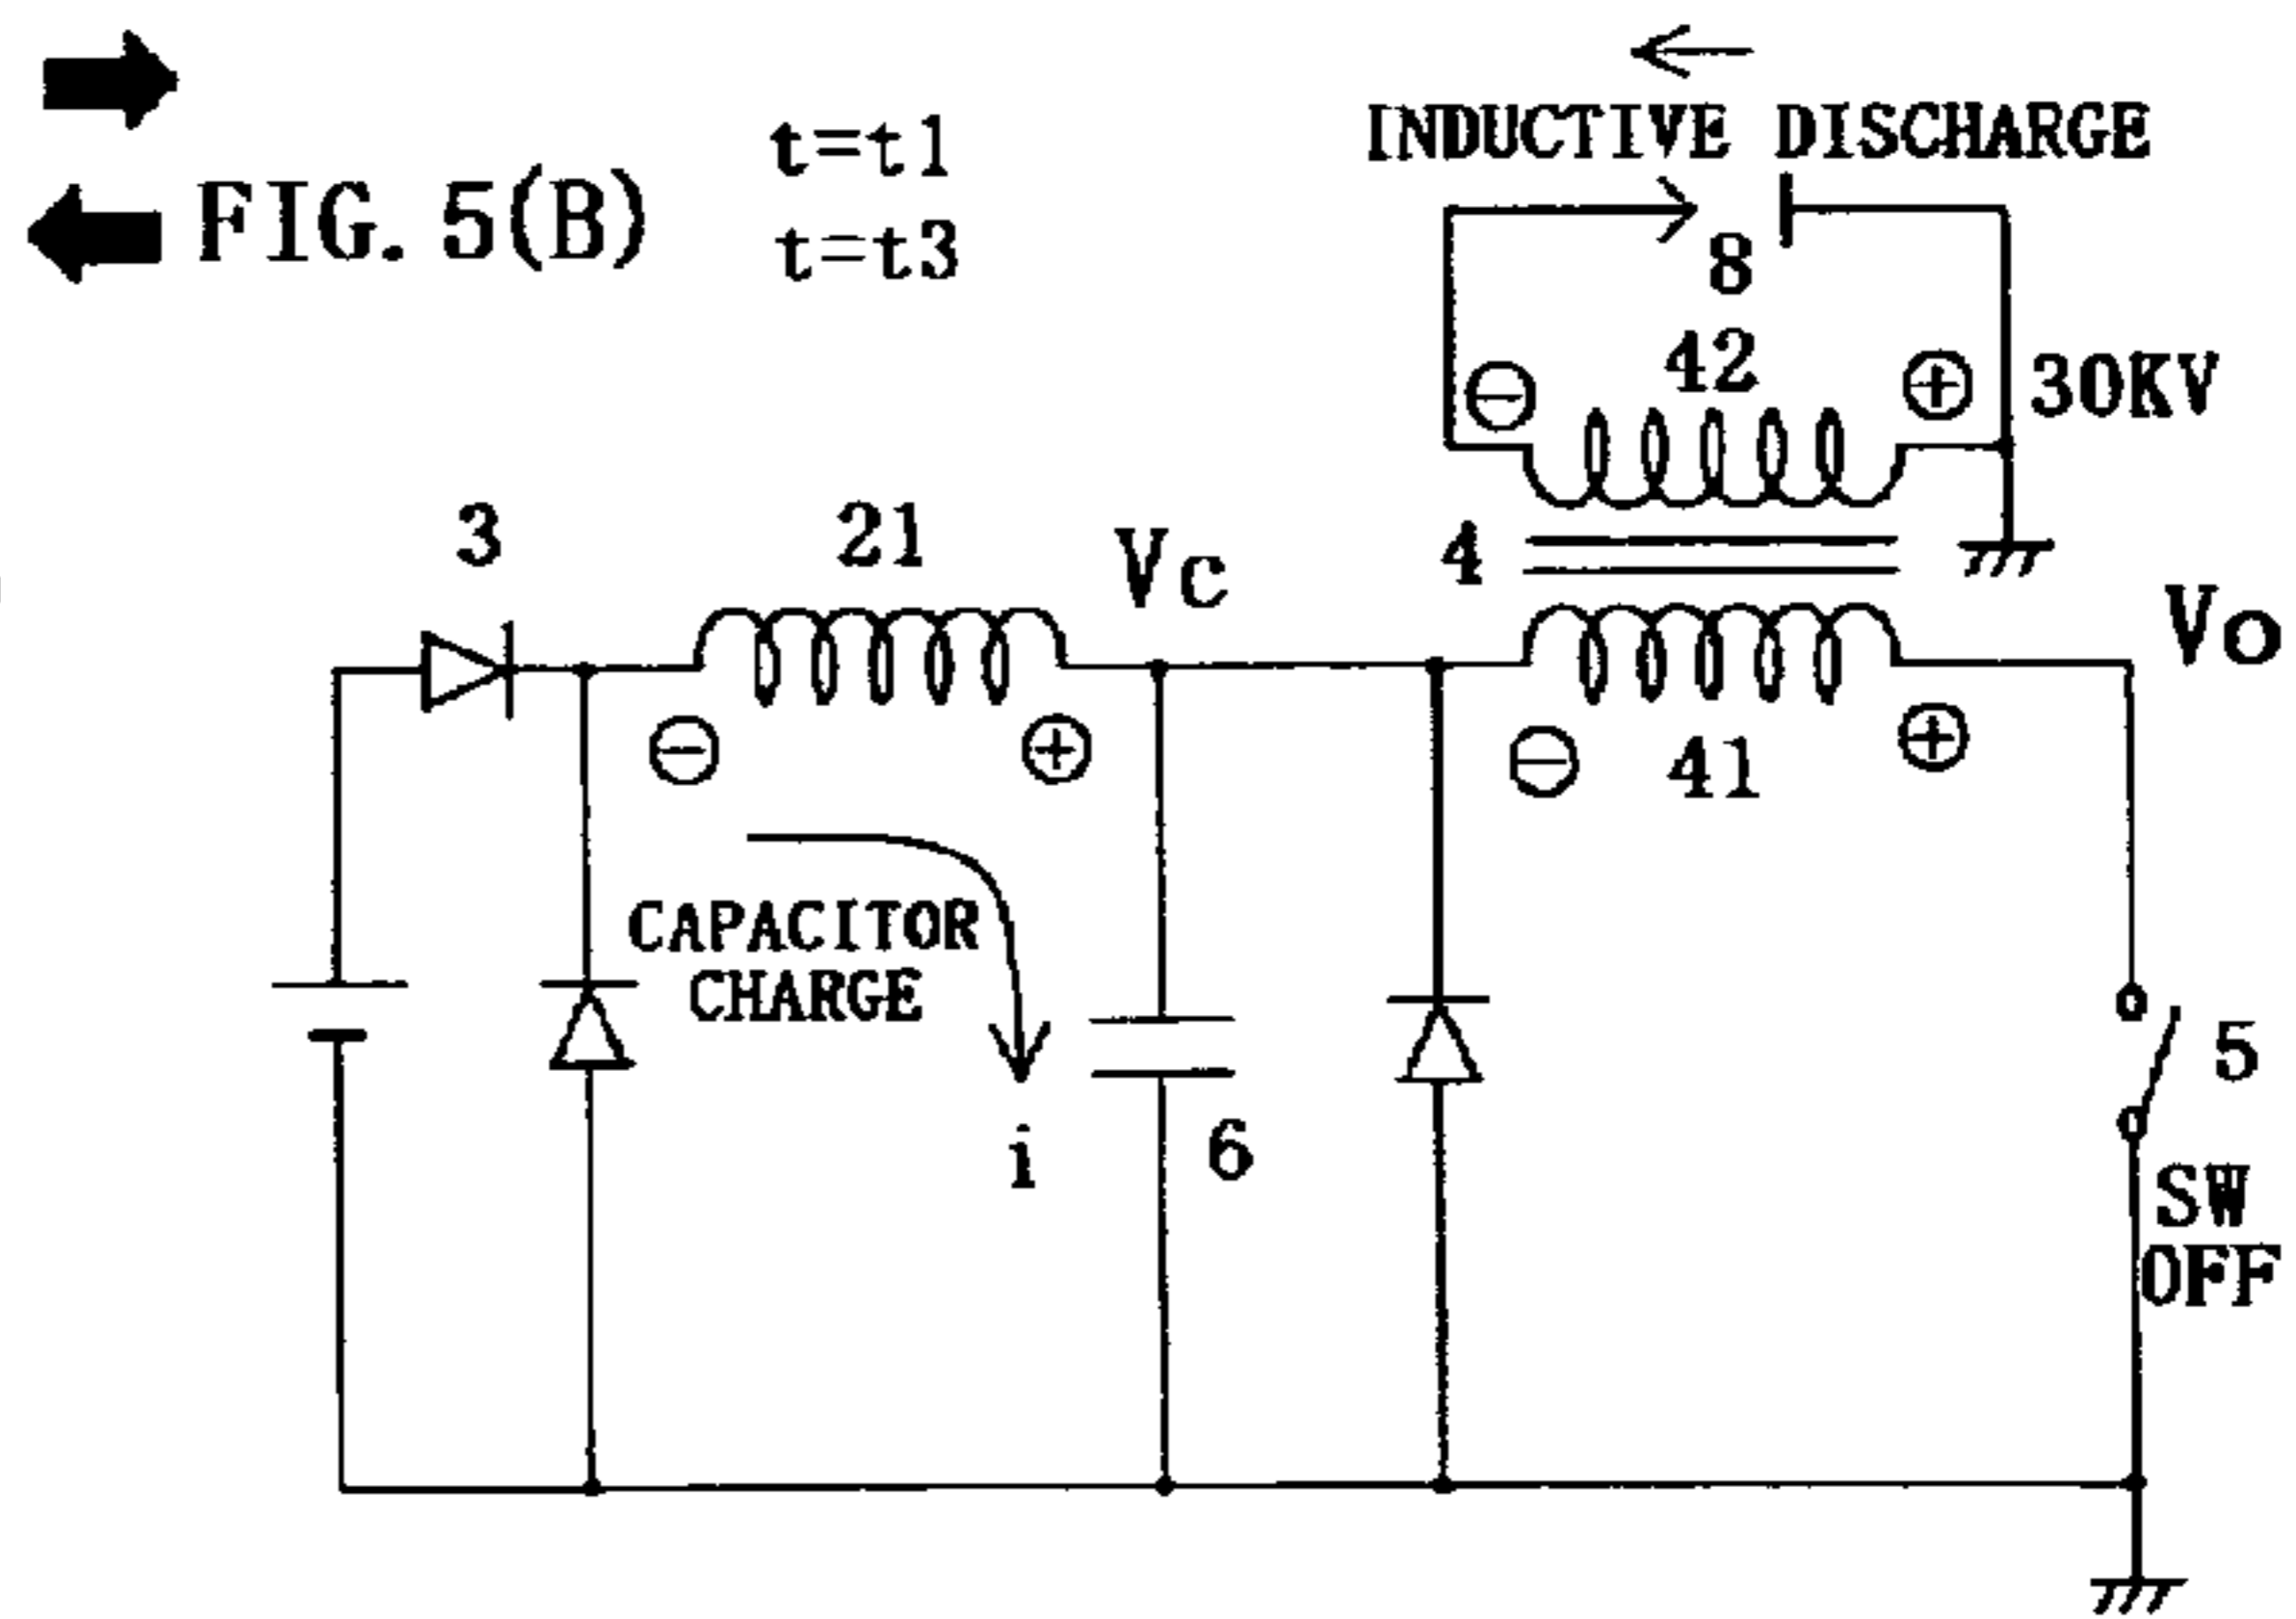 FIG. 5(B)
t=t1
t=t3
INDUCTIVE DISCHARGE
8
42
⊖
⊕
30KV
3
21
VC
4
VO
⊖
⊕
⊖
41
⊕
CAPACITOR
CHARGE
i
6
5
SW
OFF